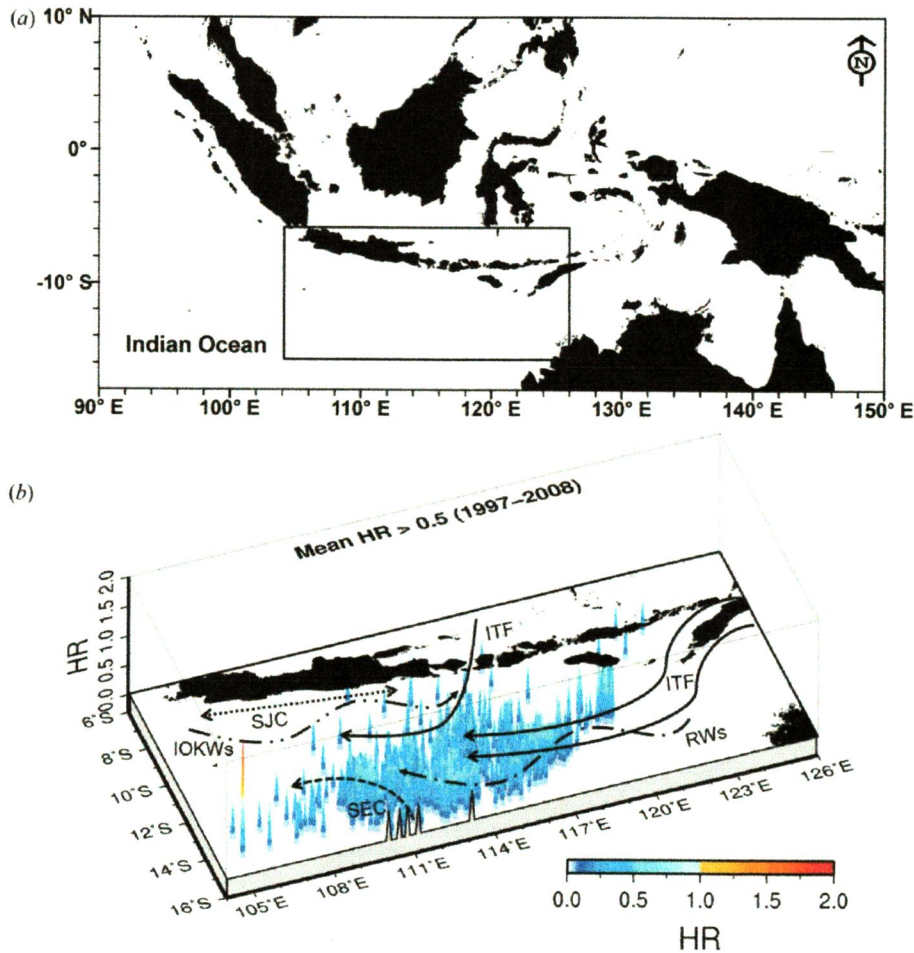 (a)
10° N
0°
-10° S
N
Indian Ocean
90° E 100° E 110° E 120° E 130° E 140° E 150° E
(b)
Mean HR > 0.5 (1997–2008)
HR
2.0
1.5
1.0
0.5
0.0
ITF
ITF
SJC
IOKWs
RWs
SEC
6°S
8°S
10°S
12°S
14°S
16°S
105°E 108°E 111°E 114°E 117°E 120°E 123°E 126°E
0.0 0.5 1.0 1.5 2.0
HR